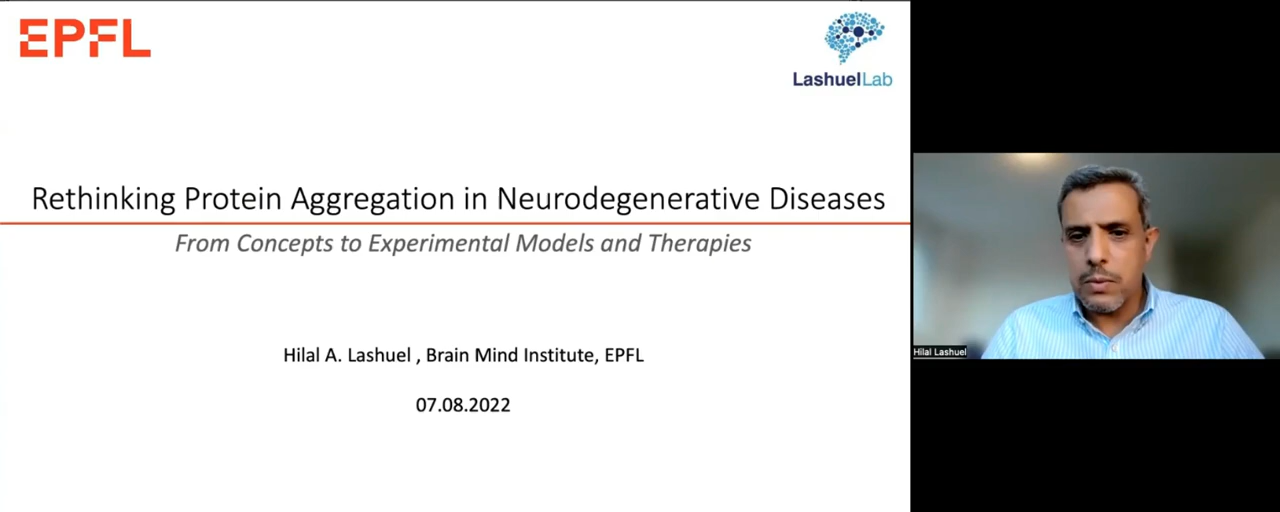 EPFL
LashuelLab
Rethinking Protein Aggregation in Neurodegenerative Diseases
From Concepts to Experimental Models and Therapies
Hilal A. Lashuel , Brain Mind Institute, EPFL
07.08.2022
Hilal Lashuel